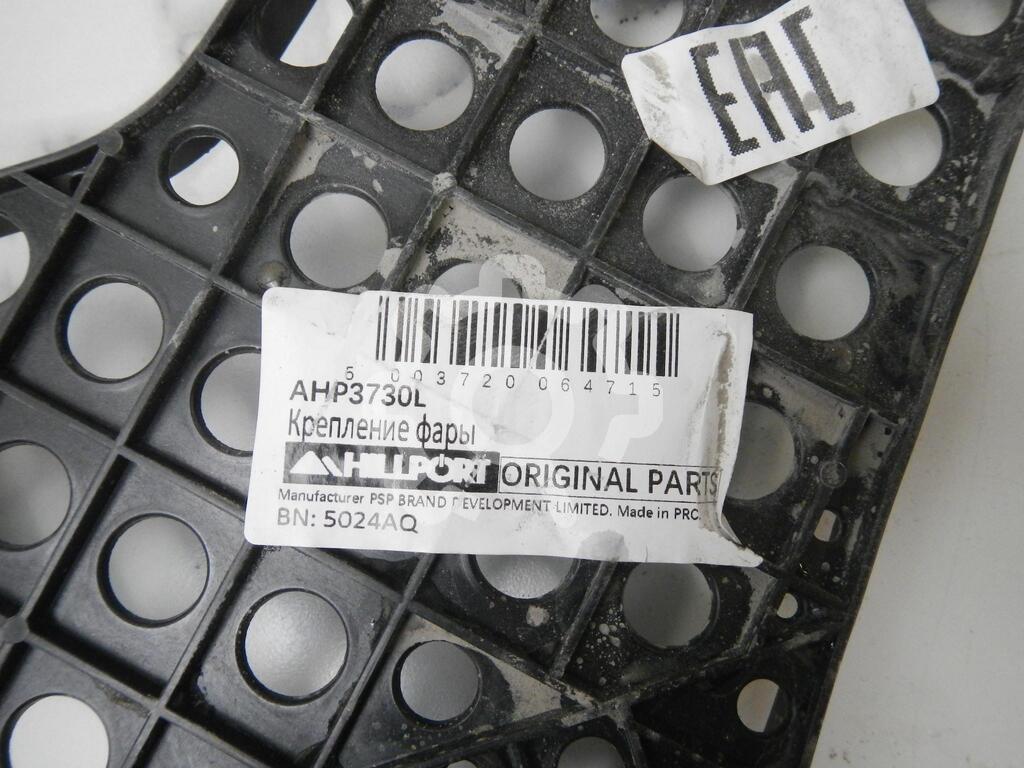 EAC
6 003720 064715
AHP3730L
Крепление фары
HILLPORT ORIGINAL PARTS
Manufacturer PSP BRAND DEVELOPMENT LIMITED. Made in PRC.
BN: 5024AQ